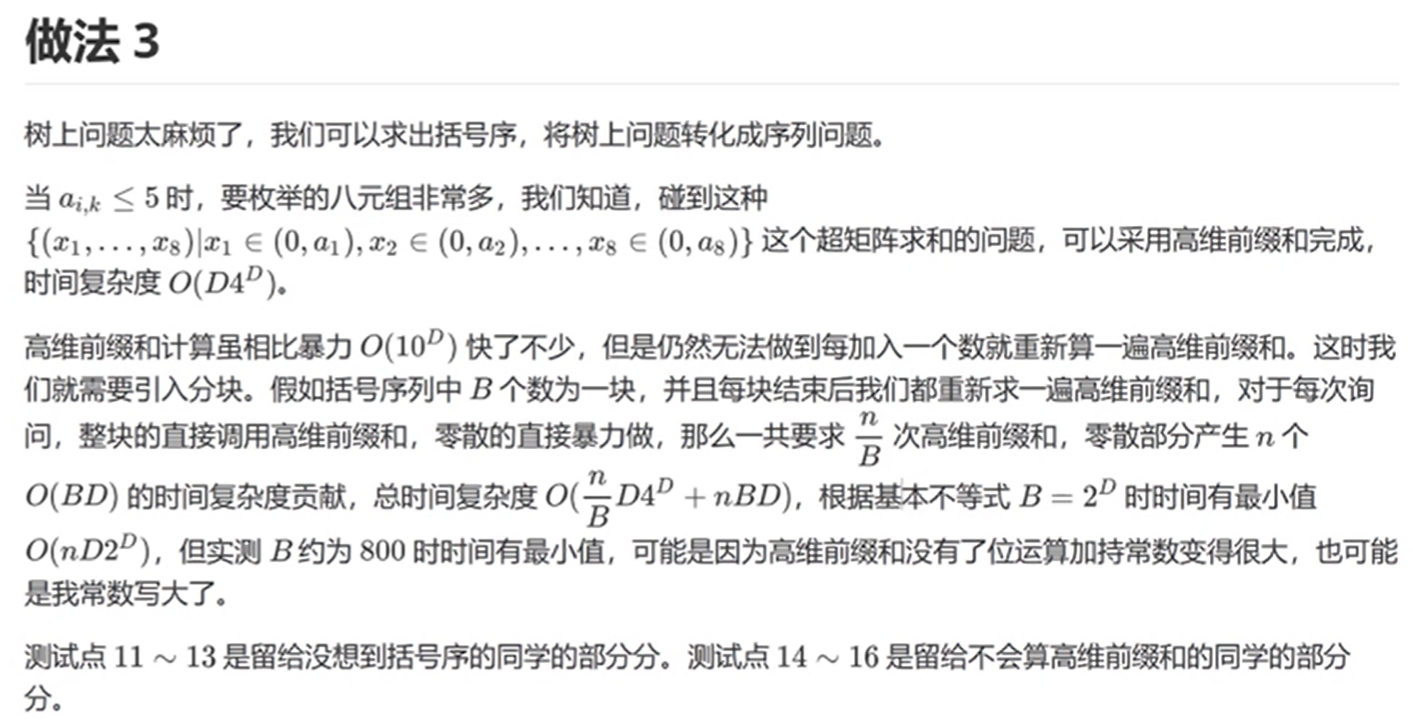 做法 3
树上问题太麻烦了，我们可以求出括号序，将树上问题转化成序列问题。
当 $a_{i,k} \leq 5$ 时，要枚举的八元组非常多，我们知道，碰到这种
$\{(x_1, \ldots, x_8) | x_1 \in (0, a_1), x_2 \in (0, a_2), \ldots, x_8 \in (0, a_8)\}$ 这个超矩阵求和的问题，可以采用高维前缀和完成，
时间复杂度 $O(D4^D)$。
高维前缀和计算虽相比暴力 $O(10^D)$ 快了不少，但是仍然无法做到每加入一个数就重新算一遍高维前缀和。这时我
们就需要引入分块。假如括号序列中 $B$ 个数为一块，并且每块结束后我们都重新求一遍高维前缀和，对于每次询
问，整块的直接调用高维前缀和，零散的直接暴力做，那么一共要求 $\frac{n}{B}$ 次高维前缀和，零散部分产生 $n$ 个
$O(BD)$ 的时间复杂度贡献，总时间复杂度 $O(\frac{n}{B}D4^D + nBD)$，根据基本不等式 $B = 2^D$ 时时间有最小值
$O(nD2^D)$，但实测 $B$ 约为 800 时时间有最小值，可能是因为高维前缀和没有了位运算加持常数变得很大，也可能
是我常数写大了。
测试点 11 ∼ 13 是留给没想到括号序的同学的部分分。测试点 14 ∼ 16 是留给不会算高维前缀和的同学的部分
分。